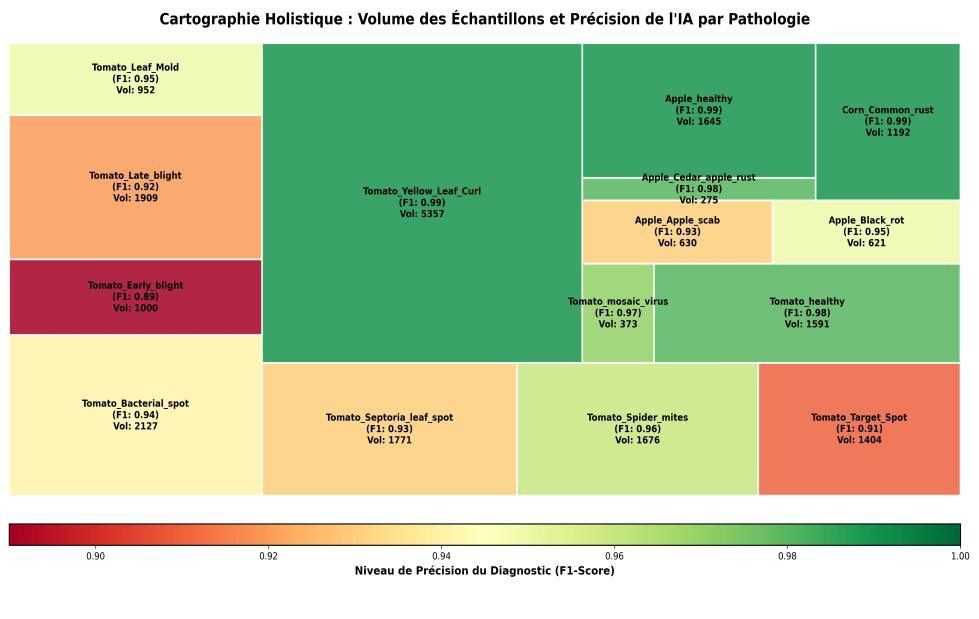 Cartographie Holistique : Volume des Échantillons et Précision de l'IA par Pathologie
Tomato_Leaf_Mold
(F1: 0.95)
Vol: 952
Tomato_Late_blight
(F1: 0.92)
Vol: 1909
Tomato_Early_blight
(F1: 0.89)
Vol: 1000
Tomato_Bacterial_spot
(F1: 0.94)
Vol: 2127
Tomato_Yellow_Leaf_Curl
(F1: 0.99)
Vol: 5357
Apple_healthy
(F1: 0.99)
Vol: 1645
Corn_Common_rust
(F1: 0.99)
Vol: 1192
Apple_Cedar_apple_rust
(F1: 0.98)
Vol: 275
Apple_Apple_scab
(F1: 0.93)
Vol: 630
Apple_Black_rot
(F1: 0.95)
Vol: 621
Tomato_mosaic_virus
(F1: 0.97)
Vol: 373
Tomato_healthy
(F1: 0.98)
Vol: 1591
Tomato_Septoria_leaf_spot
(F1: 0.93)
Vol: 1771
Tomato_Spider_mites
(F1: 0.96)
Vol: 1676
Tomato_Target_Spot
(F1: 0.91)
Vol: 1404
0.90 0.92 0.94 0.96 0.98 1.00
Niveau de Précision du Diagnostic (F1-Score)